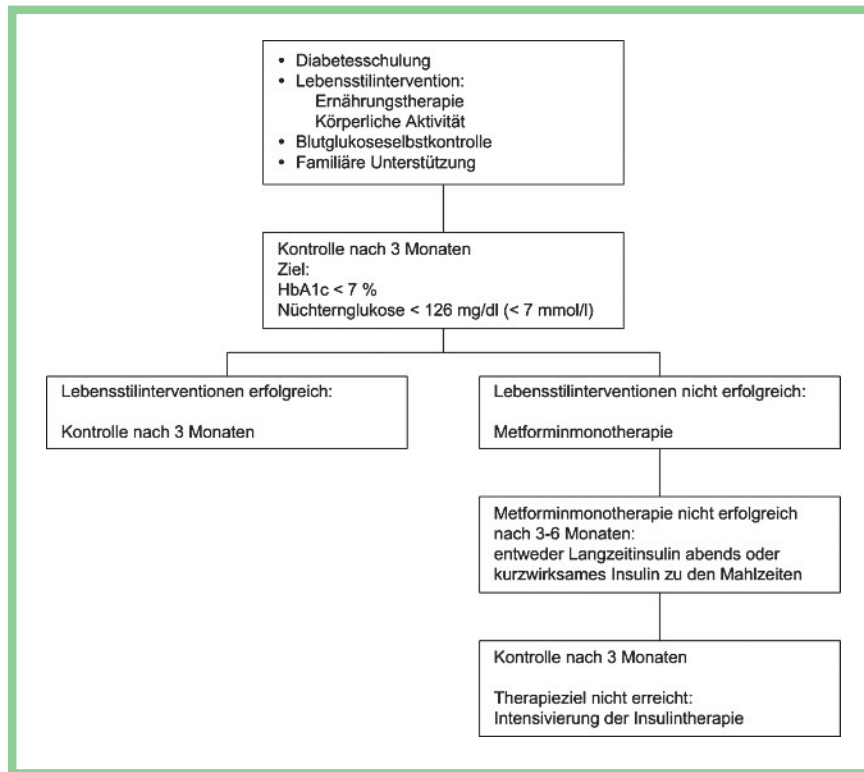 • Diabetesschulung
• Lebensstilintervention:
Ernährungstherapie
Körperliche Aktivität
• Blutglukoseselbstkontrolle
• Familiäre Unterstützung
Kontrolle nach 3 Monaten
Ziel:
HbA1c < 7 %
Nüchternglukose < 126 mg/dl (< 7 mmol/l)
Lebensstilinterventionen erfolgreich:
Kontrolle nach 3 Monaten
Lebensstilinterventionen nicht erfolgreich:
Metforminmonotherapie
Metforminmonotherapie nicht erfolgreich
nach 3-6 Monaten:
entweder Langzeitinsulin abends oder
kurzwirksames Insulin zu den Mahlzeiten
Kontrolle nach 3 Monaten
Therapieziel nicht erreicht:
Intensivierung der Insulintherapie